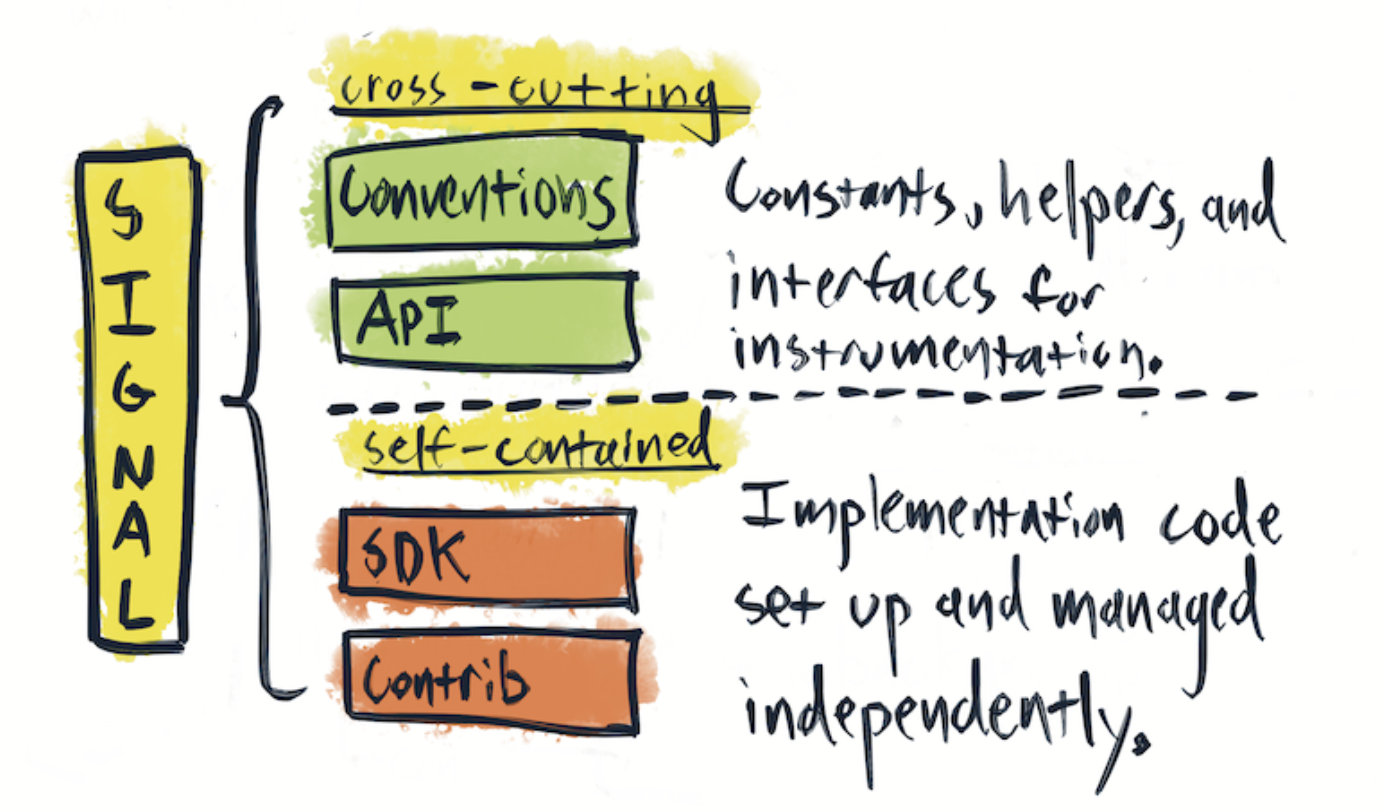 SIGNAL
cross-cutting
Conventions
API
Constants, helpers, and
interfaces for
instrumentation.
self-contained
SDK
Contrib
Implementation code
set up and managed
independently.